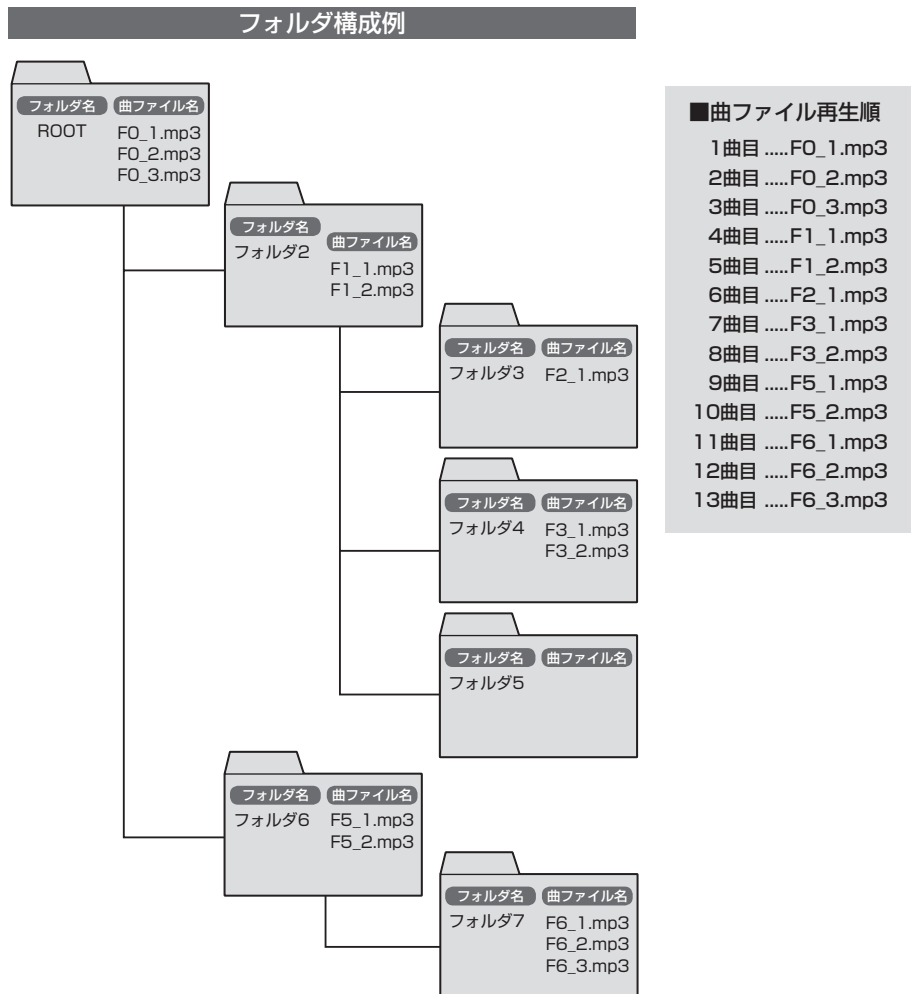 フォルダ構成例
フォルダ名 曲ファイル名
ROOT F0_1.mp3
F0_2.mp3
F0_3.mp3
フォルダ名
曲ファイル名
フォルダ2
F1_1.mp3
F1_2.mp3
フォルダ名 曲ファイル名
フォルダ3 F2_1.mp3
フォルダ名 曲ファイル名
フォルダ4 F3_1.mp3
F3_2.mp3
フォルダ名 曲ファイル名
フォルダ5
フォルダ名 曲ファイル名
フォルダ6 F5_1.mp3
F5_2.mp3
フォルダ名 曲ファイル名
フォルダ7 F6_1.mp3
F6_2.mp3
F6_3.mp3
■曲ファイル再生順
1曲目 .....F0_1.mp3
2曲目 .....F0_2.mp3
3曲目 .....F0_3.mp3
4曲目 .....F1_1.mp3
5曲目 .....F1_2.mp3
6曲目 .....F2_1.mp3
7曲目 .....F3_1.mp3
8曲目 .....F3_2.mp3
9曲目 .....F5_1.mp3
10曲目 .....F5_2.mp3
11曲目 .....F6_1.mp3
12曲目 .....F6_2.mp3
13曲目 .....F6_3.mp3